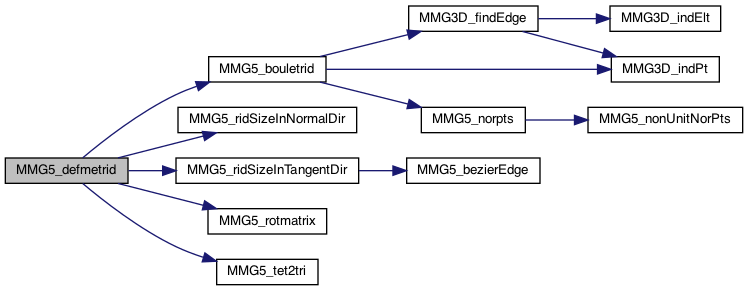 MMG5_defmetrid
MMG5_bouletrid
MMG3D_findEdge
MMG3D_indElt
MMG3D_indPt
MMG5_norpts
MMG5_nonUnitNorPts
MMG5_ridSizeInNormalDir
MMG5_ridSizeInTangentDir
MMG5_bezierEdge
MMG5_rotmatrix
MMG5_tet2tri